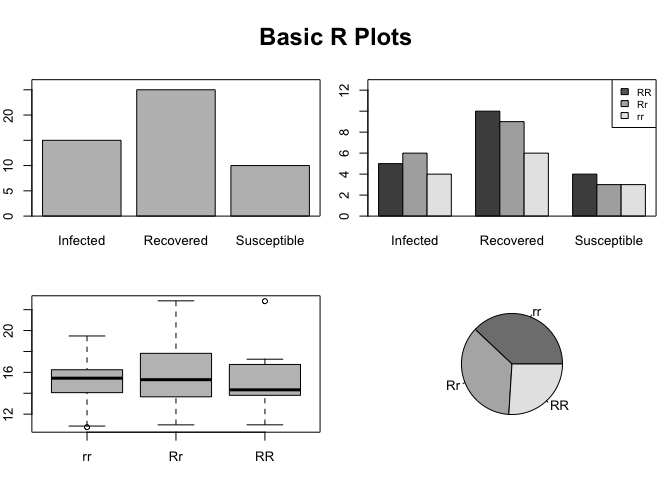 Basic R Plots
0 5 10 20
Infected Recovered Susceptible
0 2 4 6 8 12
RR
Rr
rr
Infected Recovered Susceptible
12 16 20
rr Rr RR
rr
Rr
RR